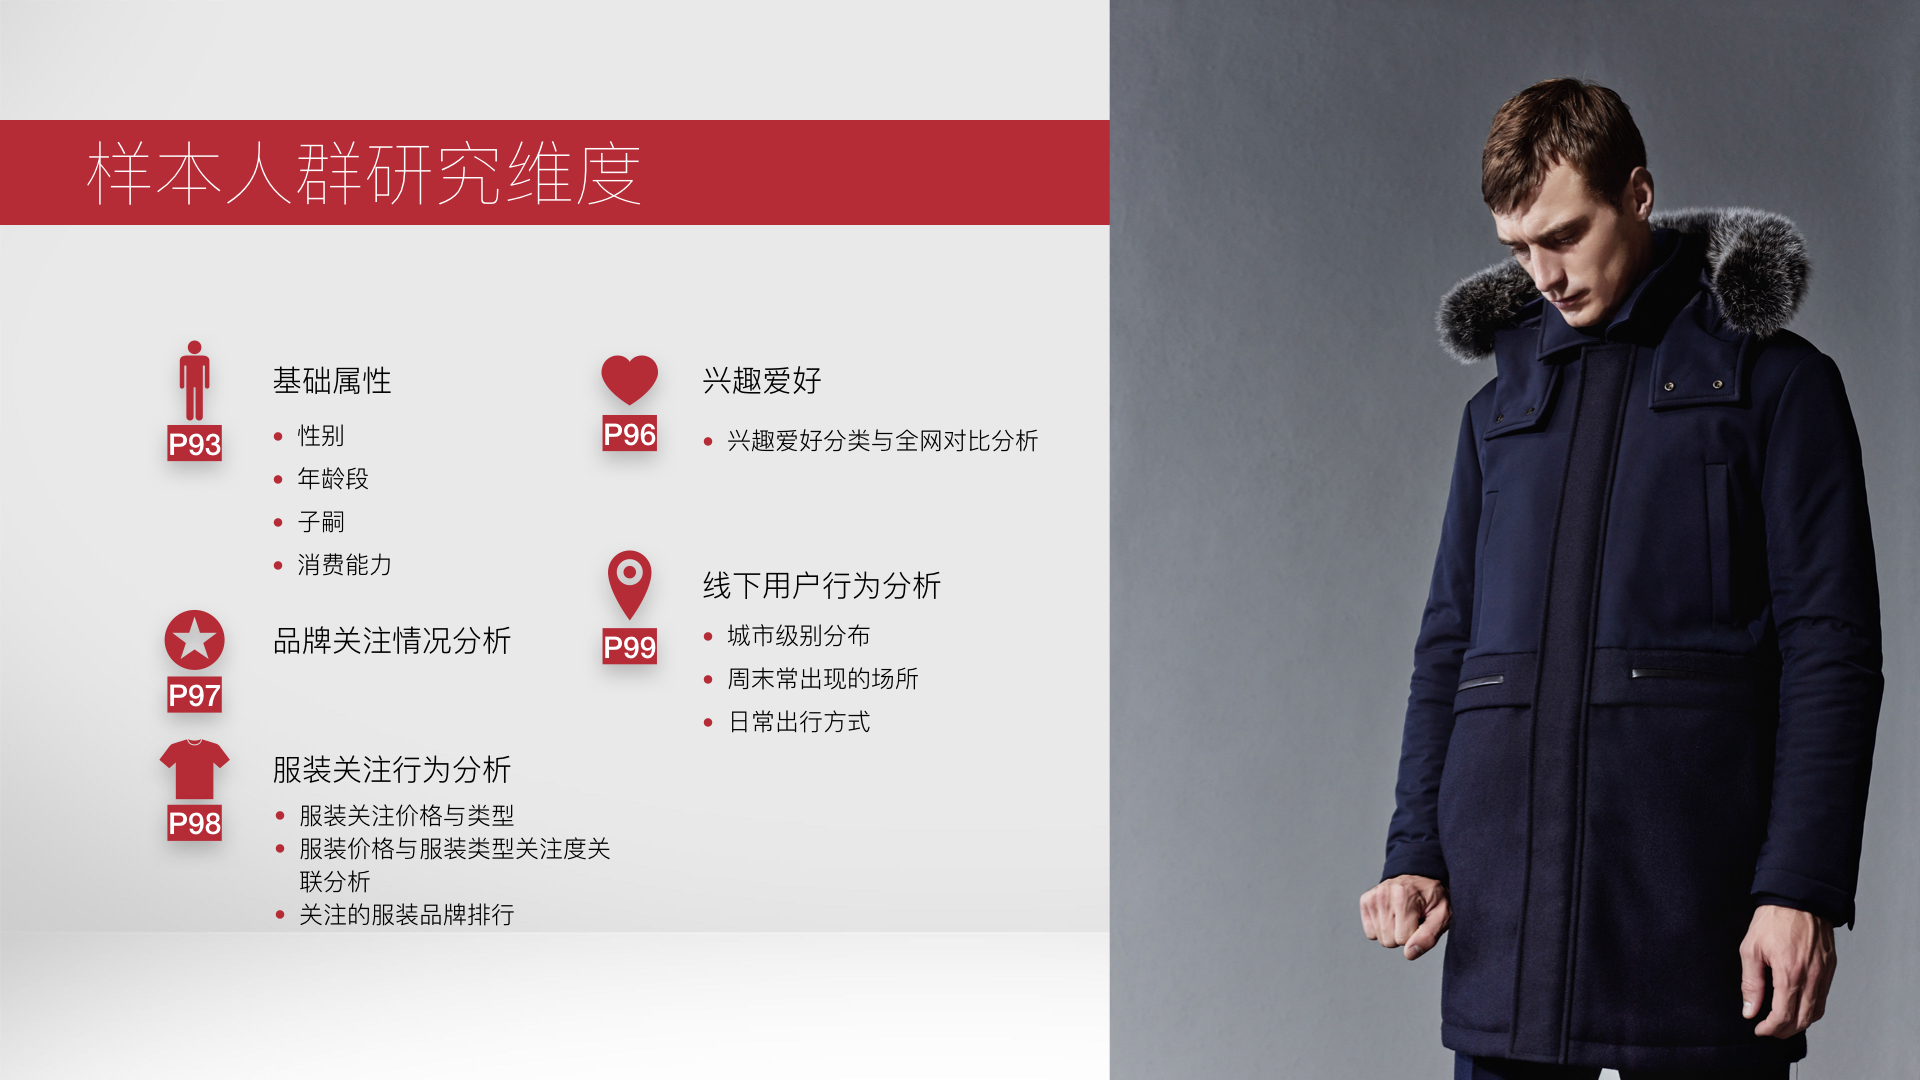 样本人群研究维度
基础属性
P93
性别
年龄段
子嗣
消费能力
品牌关注情况分析
P97
服装关注行为分析
P98
服装关注价格与类型
服装价格与服装类型关注度关
联分析
关注的服装品牌排行
兴趣爱好
P96
兴趣爱好分类与全网对比分析
线下用户行为分析
P99
城市级别分布
周末常出现的场所
日常出行方式